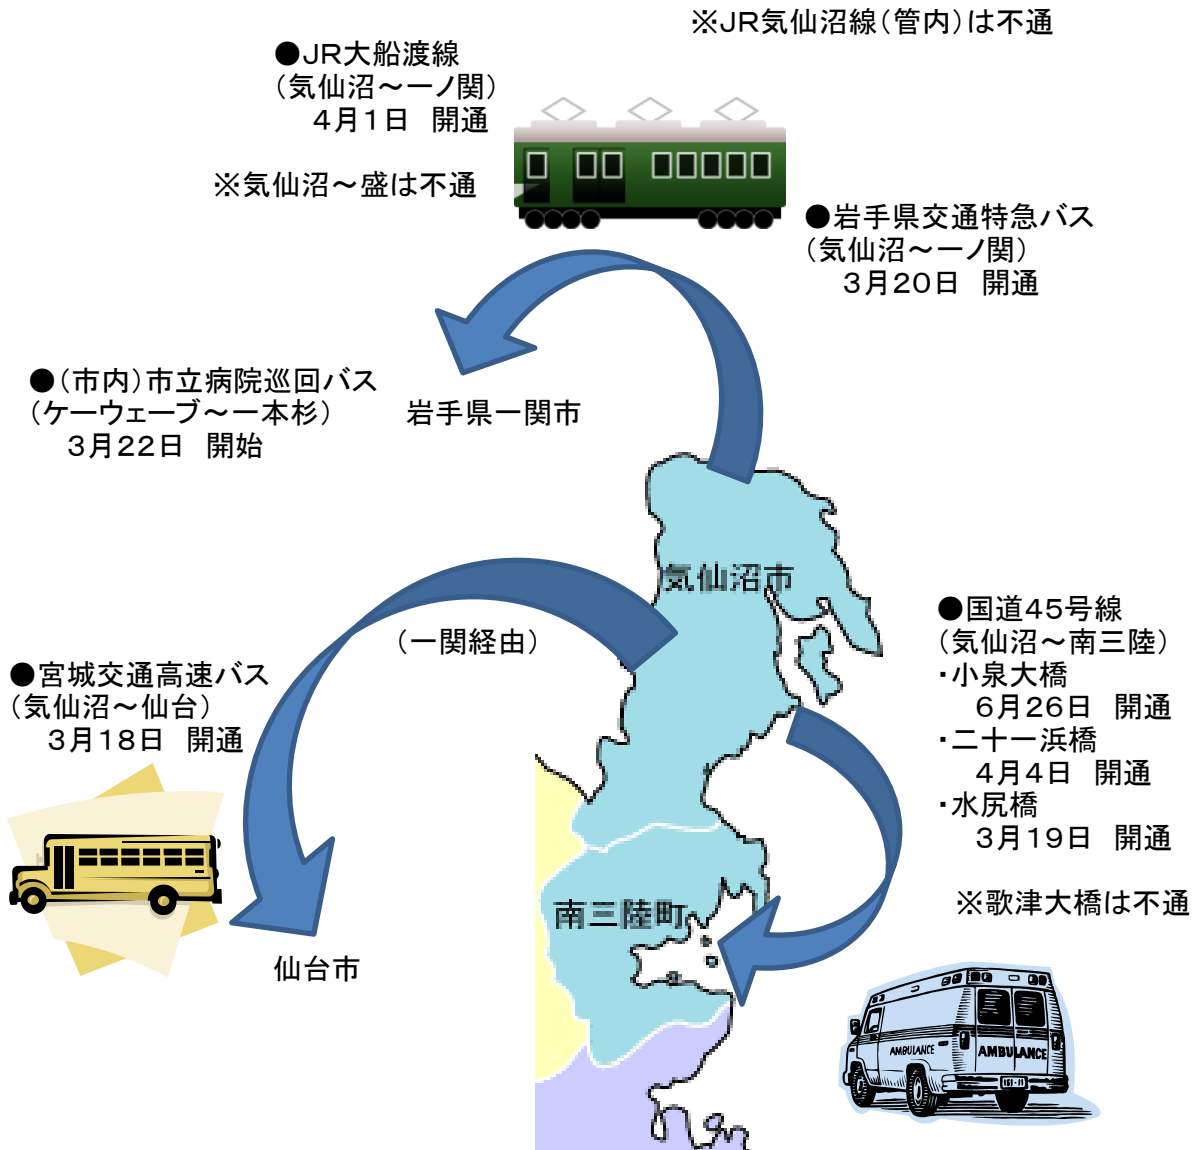 ※JR気仙沼線(管内)は不通
●JR大船渡線
(気仙沼～一ノ関)
4月1日 開通
※気仙沼～盛は不通
●岩手県交通特急バス
(気仙沼～一ノ関)
3月20日 開通
●(市内)市立病院巡回バス
(ケーウェーブ～一本杉)
3月22日 開始
岩手県一関市
気仙沼市
(一関経由)
●宮城交通高速バス
(気仙沼～仙台)
3月18日 開通
仙台市
●国道45号線
(気仙沼～南三陸)
・小泉大橋
6月26日 開通
・二十一浜橋
4月4日 開通
・水尻橋
3月19日 開通
※歌津大橋は不通
南三陸町
AMBULANCE
AMBULANCE